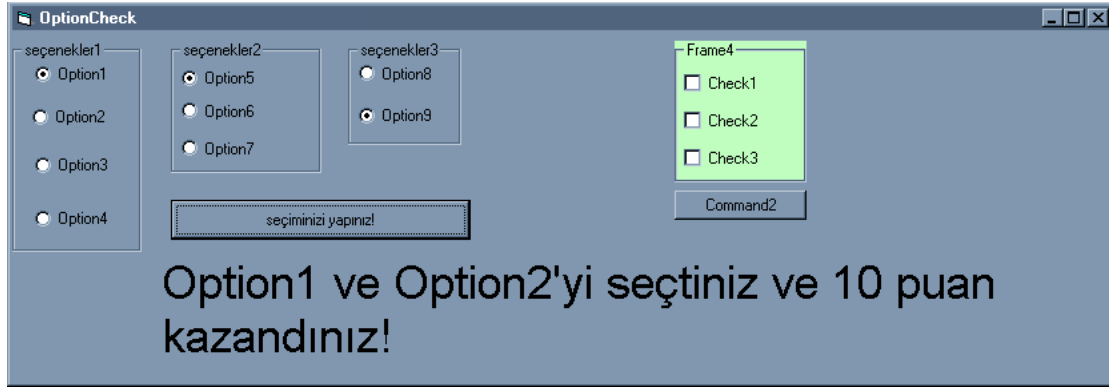 OptionCheck
seçenekler1
Option1
Option2
Option3
Option4
seçenekler2
Option5
Option6
Option7
seçenekler3
Option8
Option9
Frame4
Check1
Check2
Check3
Command2
seçiminizi yapınız!
Option1 ve Option2'yi seçtiniz ve 10 puan
kazandınız!